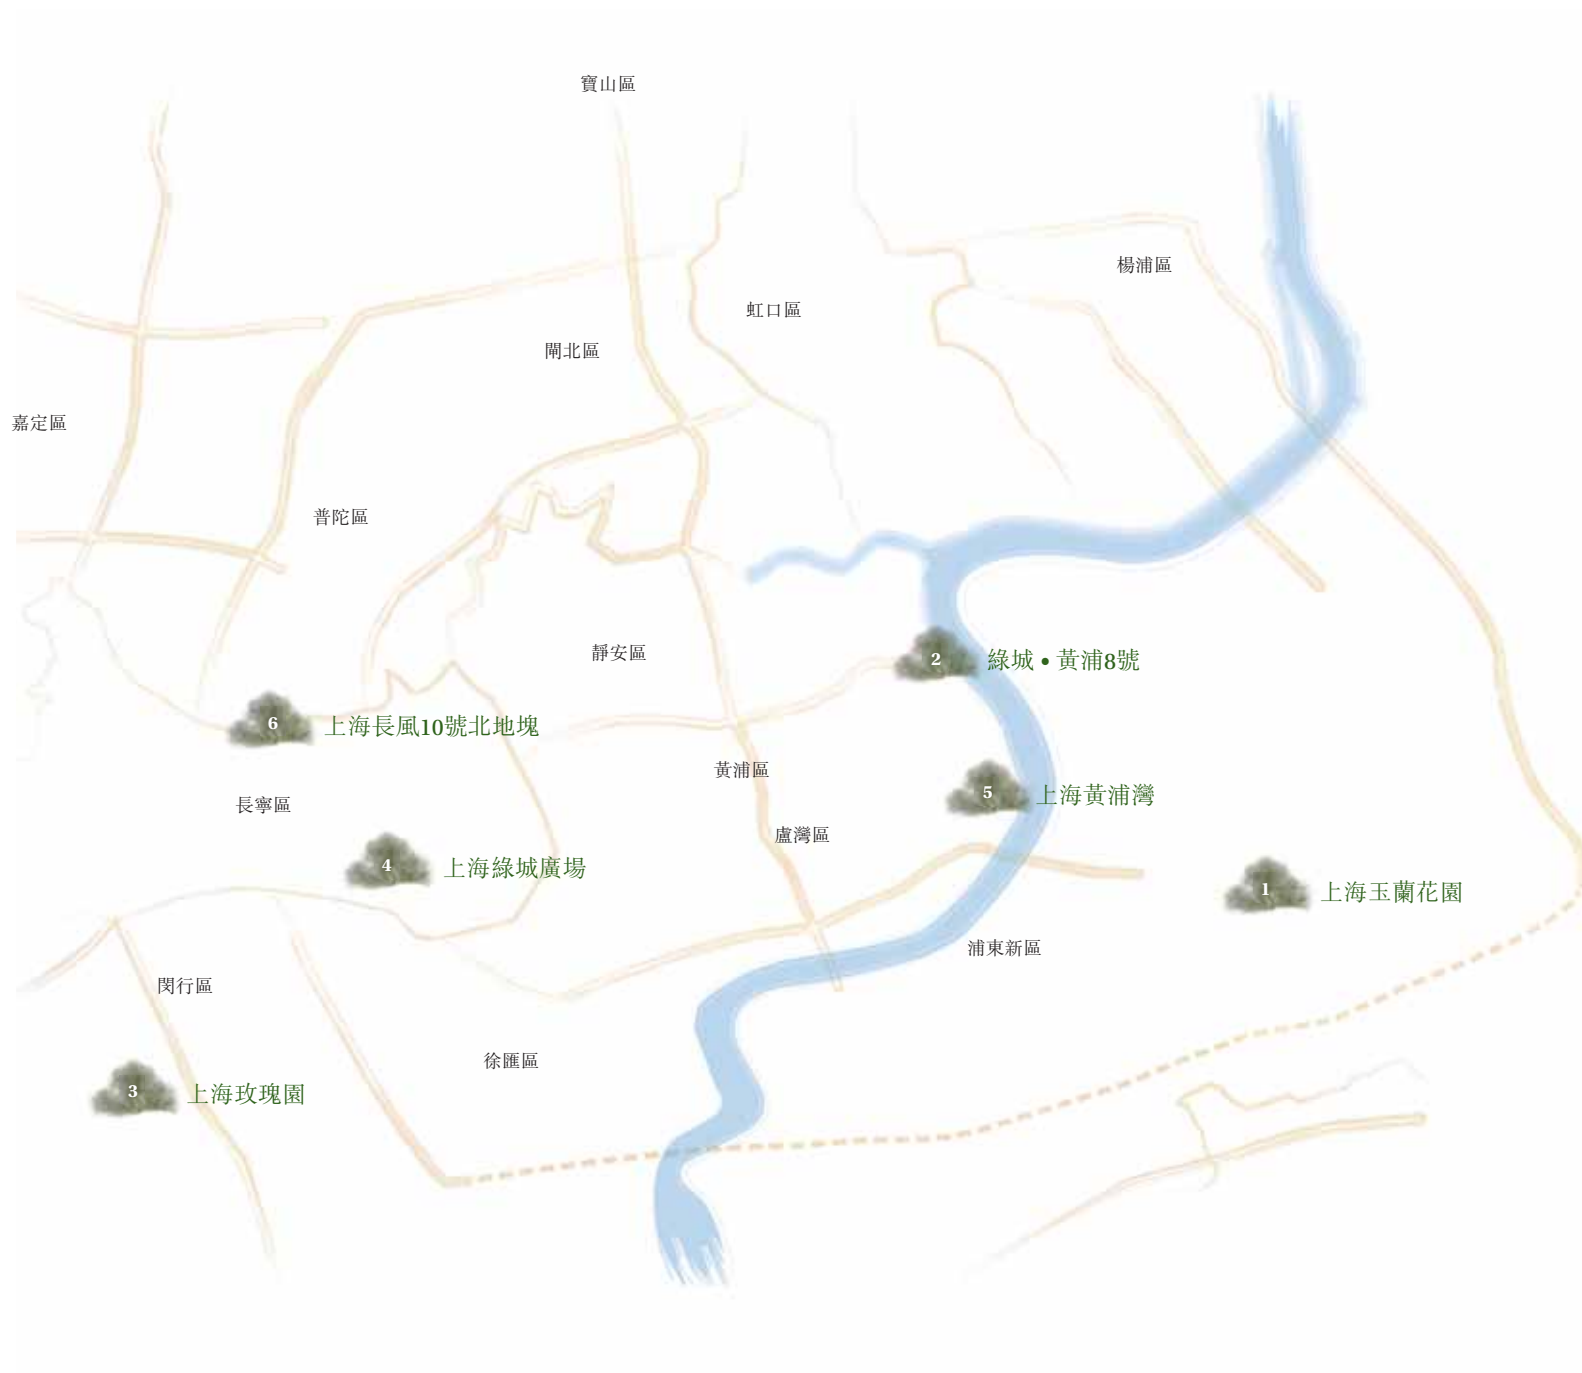 寶山區
楊浦區
虹口區
閘北區
嘉定區
普陀區
靜安區
2 綠城•黃浦8號
6 上海長風10號北地塊
黃浦區
5 上海黃浦灣
長寧區
盧灣區
4 上海綠城廣場
1 上海玉蘭花園
浦東新區
閔行區
徐匯區
3 上海玫瑰園